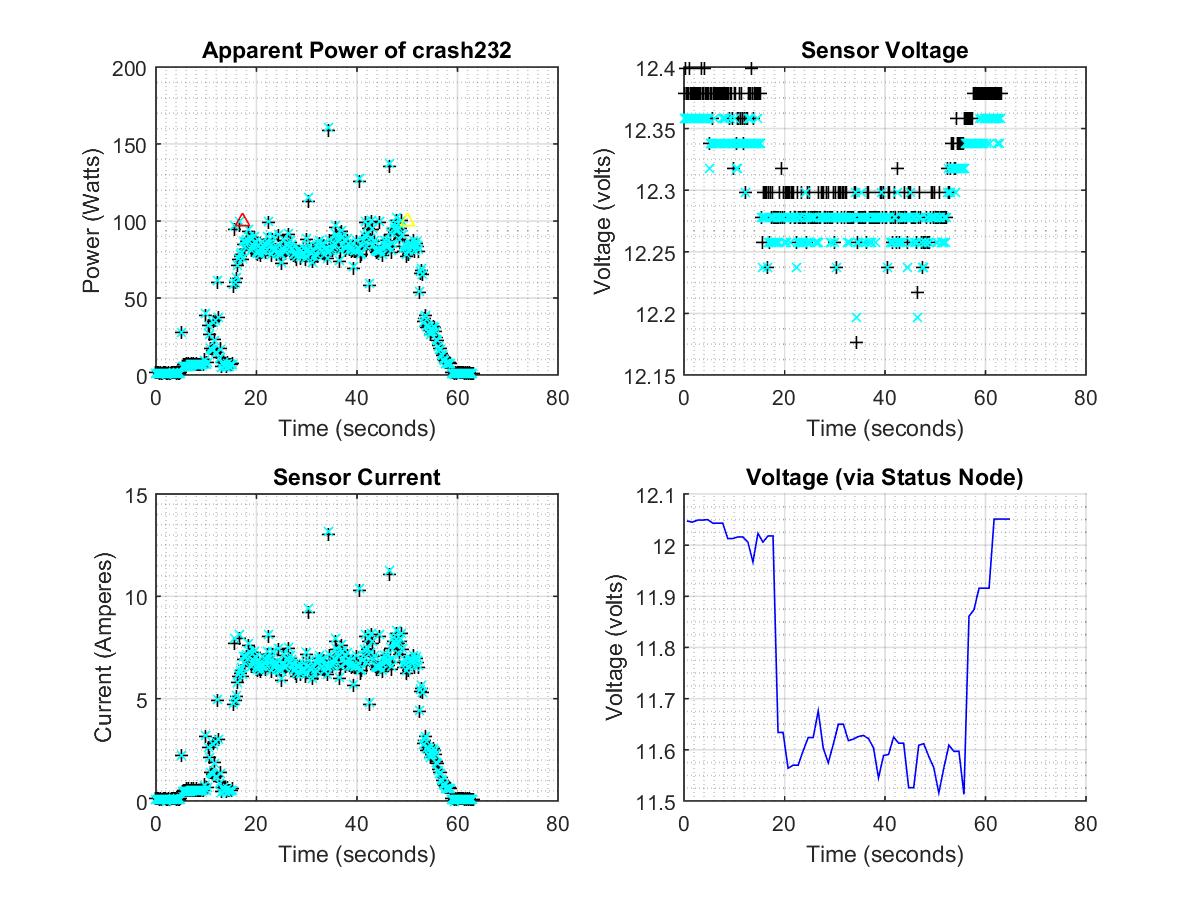 Apparent Power of crash232
Power (Watts)
200
150
100
50
0
0 20 40 60 80
Time (seconds)
Sensor Voltage
Voltage (volts)
12.4
12.35
12.3
12.25
12.2
12.15
0 20 40 60 80
Time (seconds)
Sensor Current
Current (Amperes)
15
10
5
0
0 20 40 60 80
Time (seconds)
Voltage (via Status Node)
Voltage (volts)
12.1
12
11.9
11.8
11.7
11.6
11.5
0 20 40 60 80
Time (seconds)